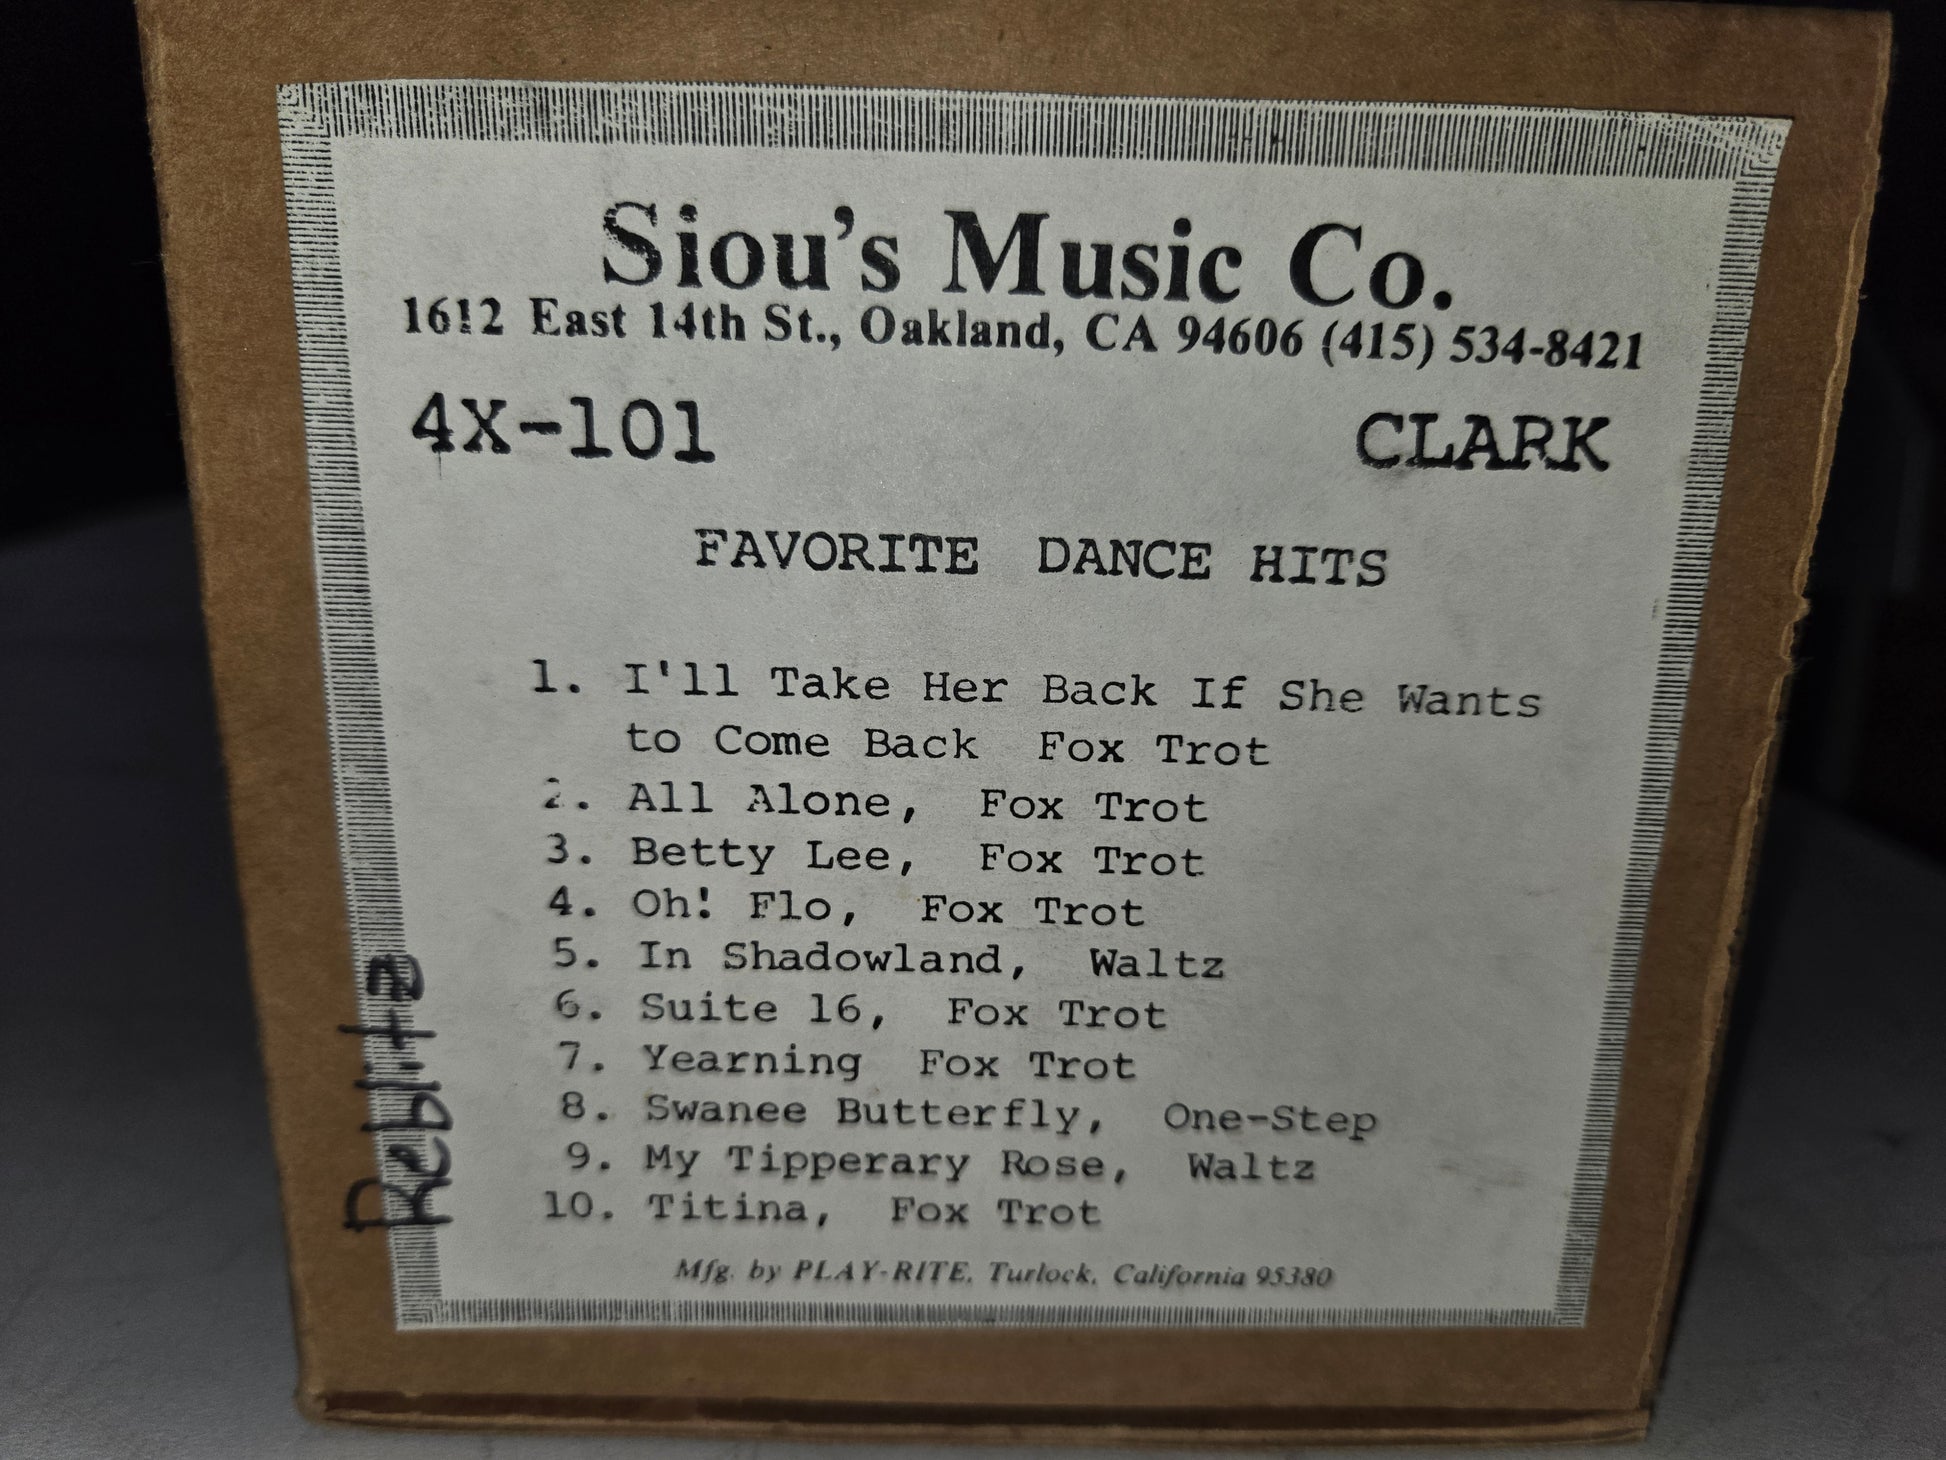 Siou's Music Co.
1612 East 14th St., Oakland, CA 94606 (415) 534-8421
4X-101 CLARK
FAVORITE DANCE HITS
1. I'll Take Her Back If She Wants
to Come Back Fox Trot
2. All Alone, Fox Trot
3. Betty Lee, Fox Trot
4. Oh! Flo, Fox Trot
5. In Shadowland, Waltz
6. Suite 16, Fox Trot
7. Yearning Fox Trot
8. Swanee Butterfly, One-Step
9. My Tipperary Rose, Waltz
10. Titina, Fox Trot
Mfg. by PLAY-RITE, Turlock, California 95380
Reblitz